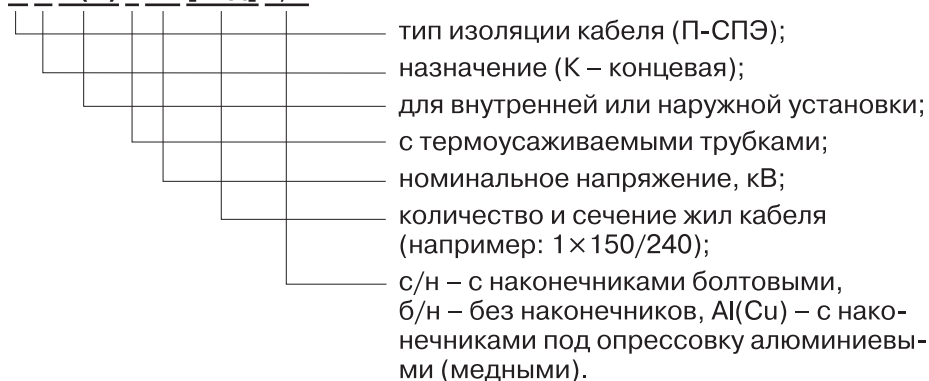 тип изоляции кабеля (П-СПЭ);
назначение (К – концевая);
для внутренней или наружной установки;
с термоусаживаемыми трубками;
номинальное напряжение, кВ;
количество и сечение жил кабеля
(например: 1×150/240);
с/н – с наконечниками болтовыми,
б/н – без наконечников, Al(Cu) – с нако-
нечниками под опрессовку алюминиевы-
ми (медными).